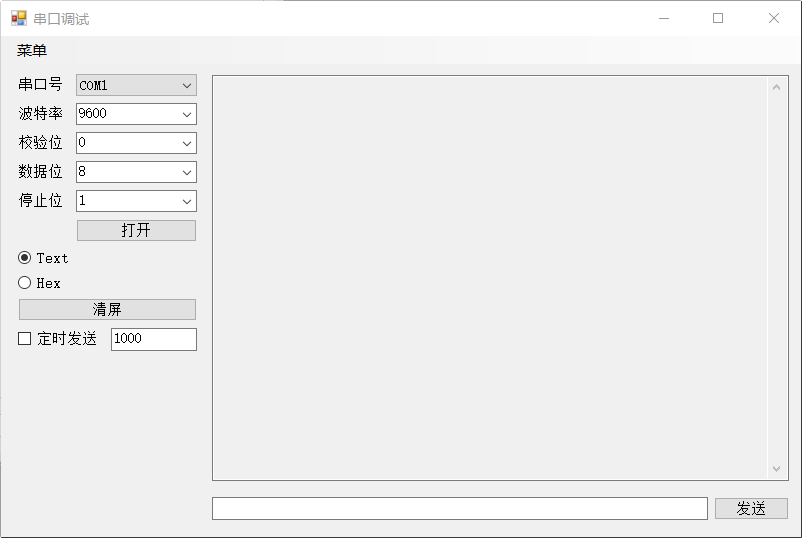 串口调试
菜单
串口号 COM1
波特率 9600
校验位 0
数据位 8
停止位 1
打开
Text
Hex
清屏
定时发送 1000
发送